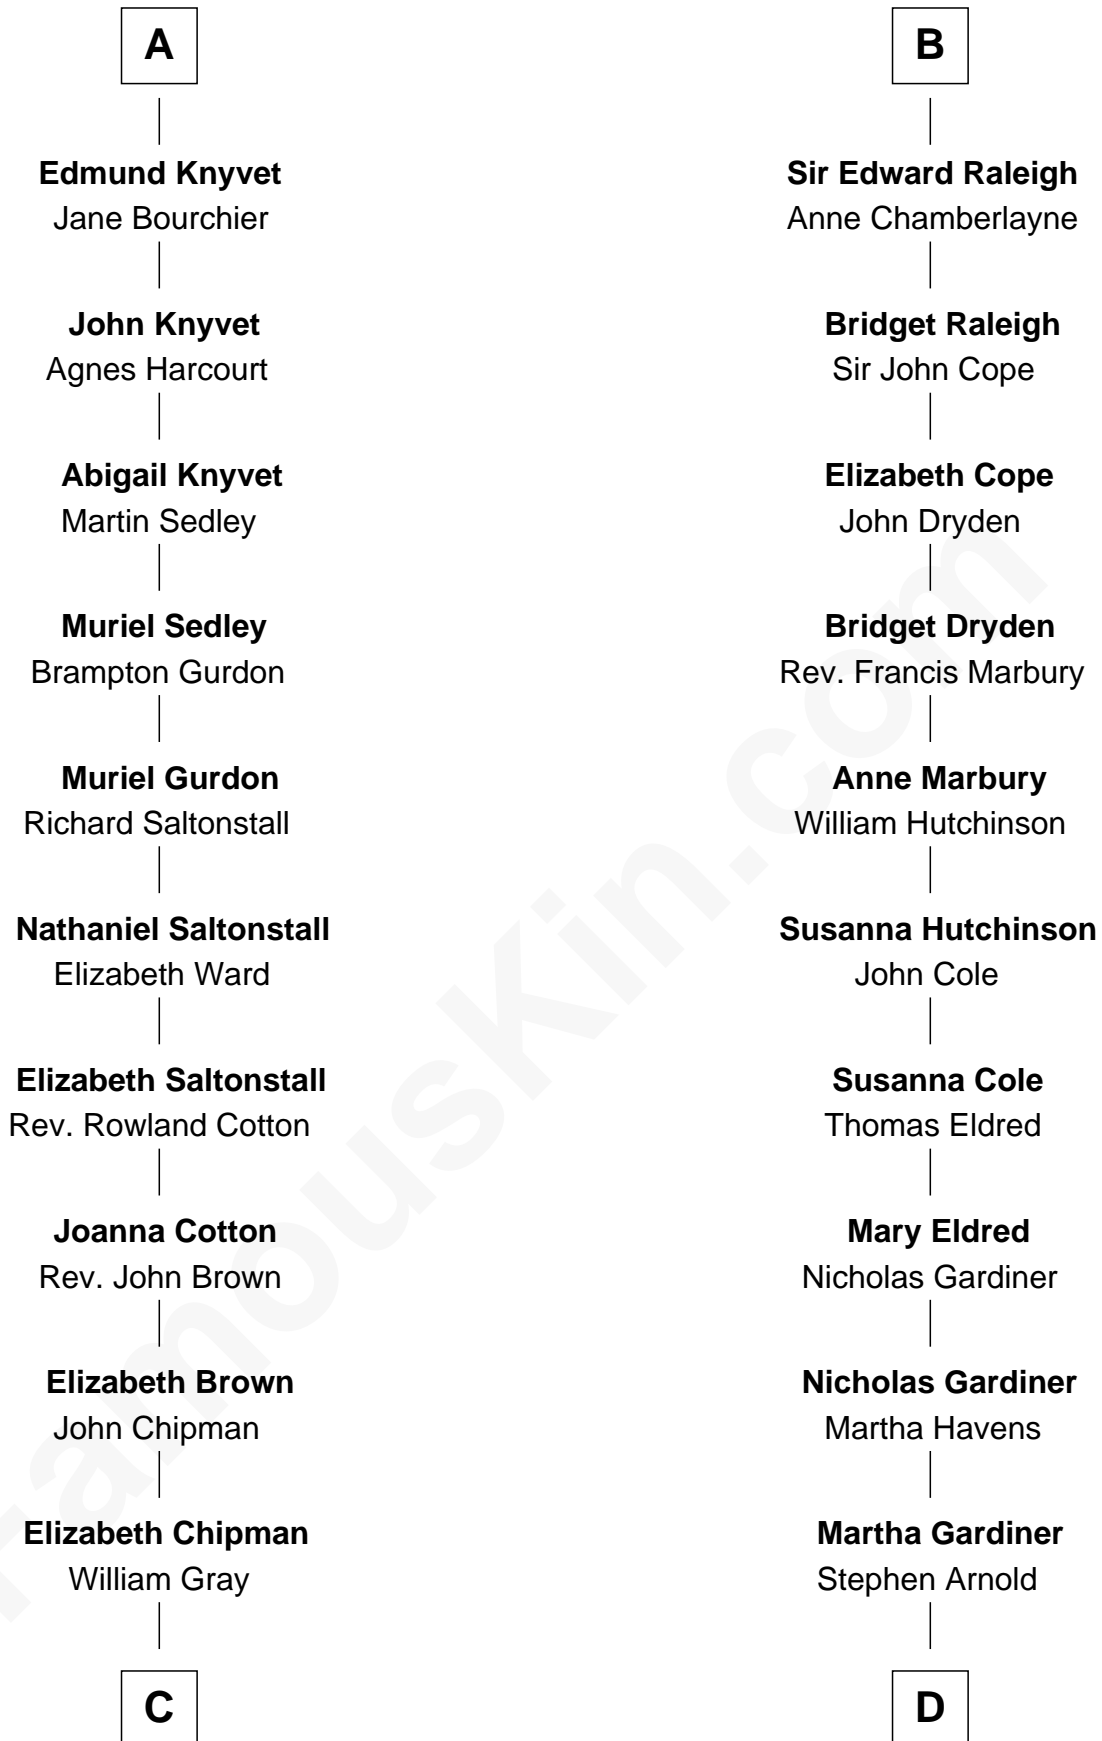 A
Edmund Knyvet
Jane Bourchier
John Knyvet
Agnes Harcourt
Abigail Knyvet
Martin Sedley
Muriel Sedley
Brampton Gurdon
Muriel Gurdon
Richard Saltonstall
Nathaniel Saltonstall
Elizabeth Ward
Elizabeth Saltonstall
Rev. Rowland Cotton
Joanna Cotton
Rev. John Brown
Elizabeth Brown
John Chipman
Elizabeth Chipman
William Gray
C
B
Sir Edward Raleigh
Anne Chamberlayne
Bridget Raleigh
Sir John Cope
Elizabeth Cope
John Dryden
Bridget Dryden
Rev. Francis Marbury
Anne Marbury
William Hutchinson
Susanna Hutchinson
John Cole
Susanna Cole
Thomas Eldred
Mary Eldred
Nicholas Gardiner
Nicholas Gardiner
Martha Havens
Martha Gardiner
Stephen Arnold
D
FamousKin.com